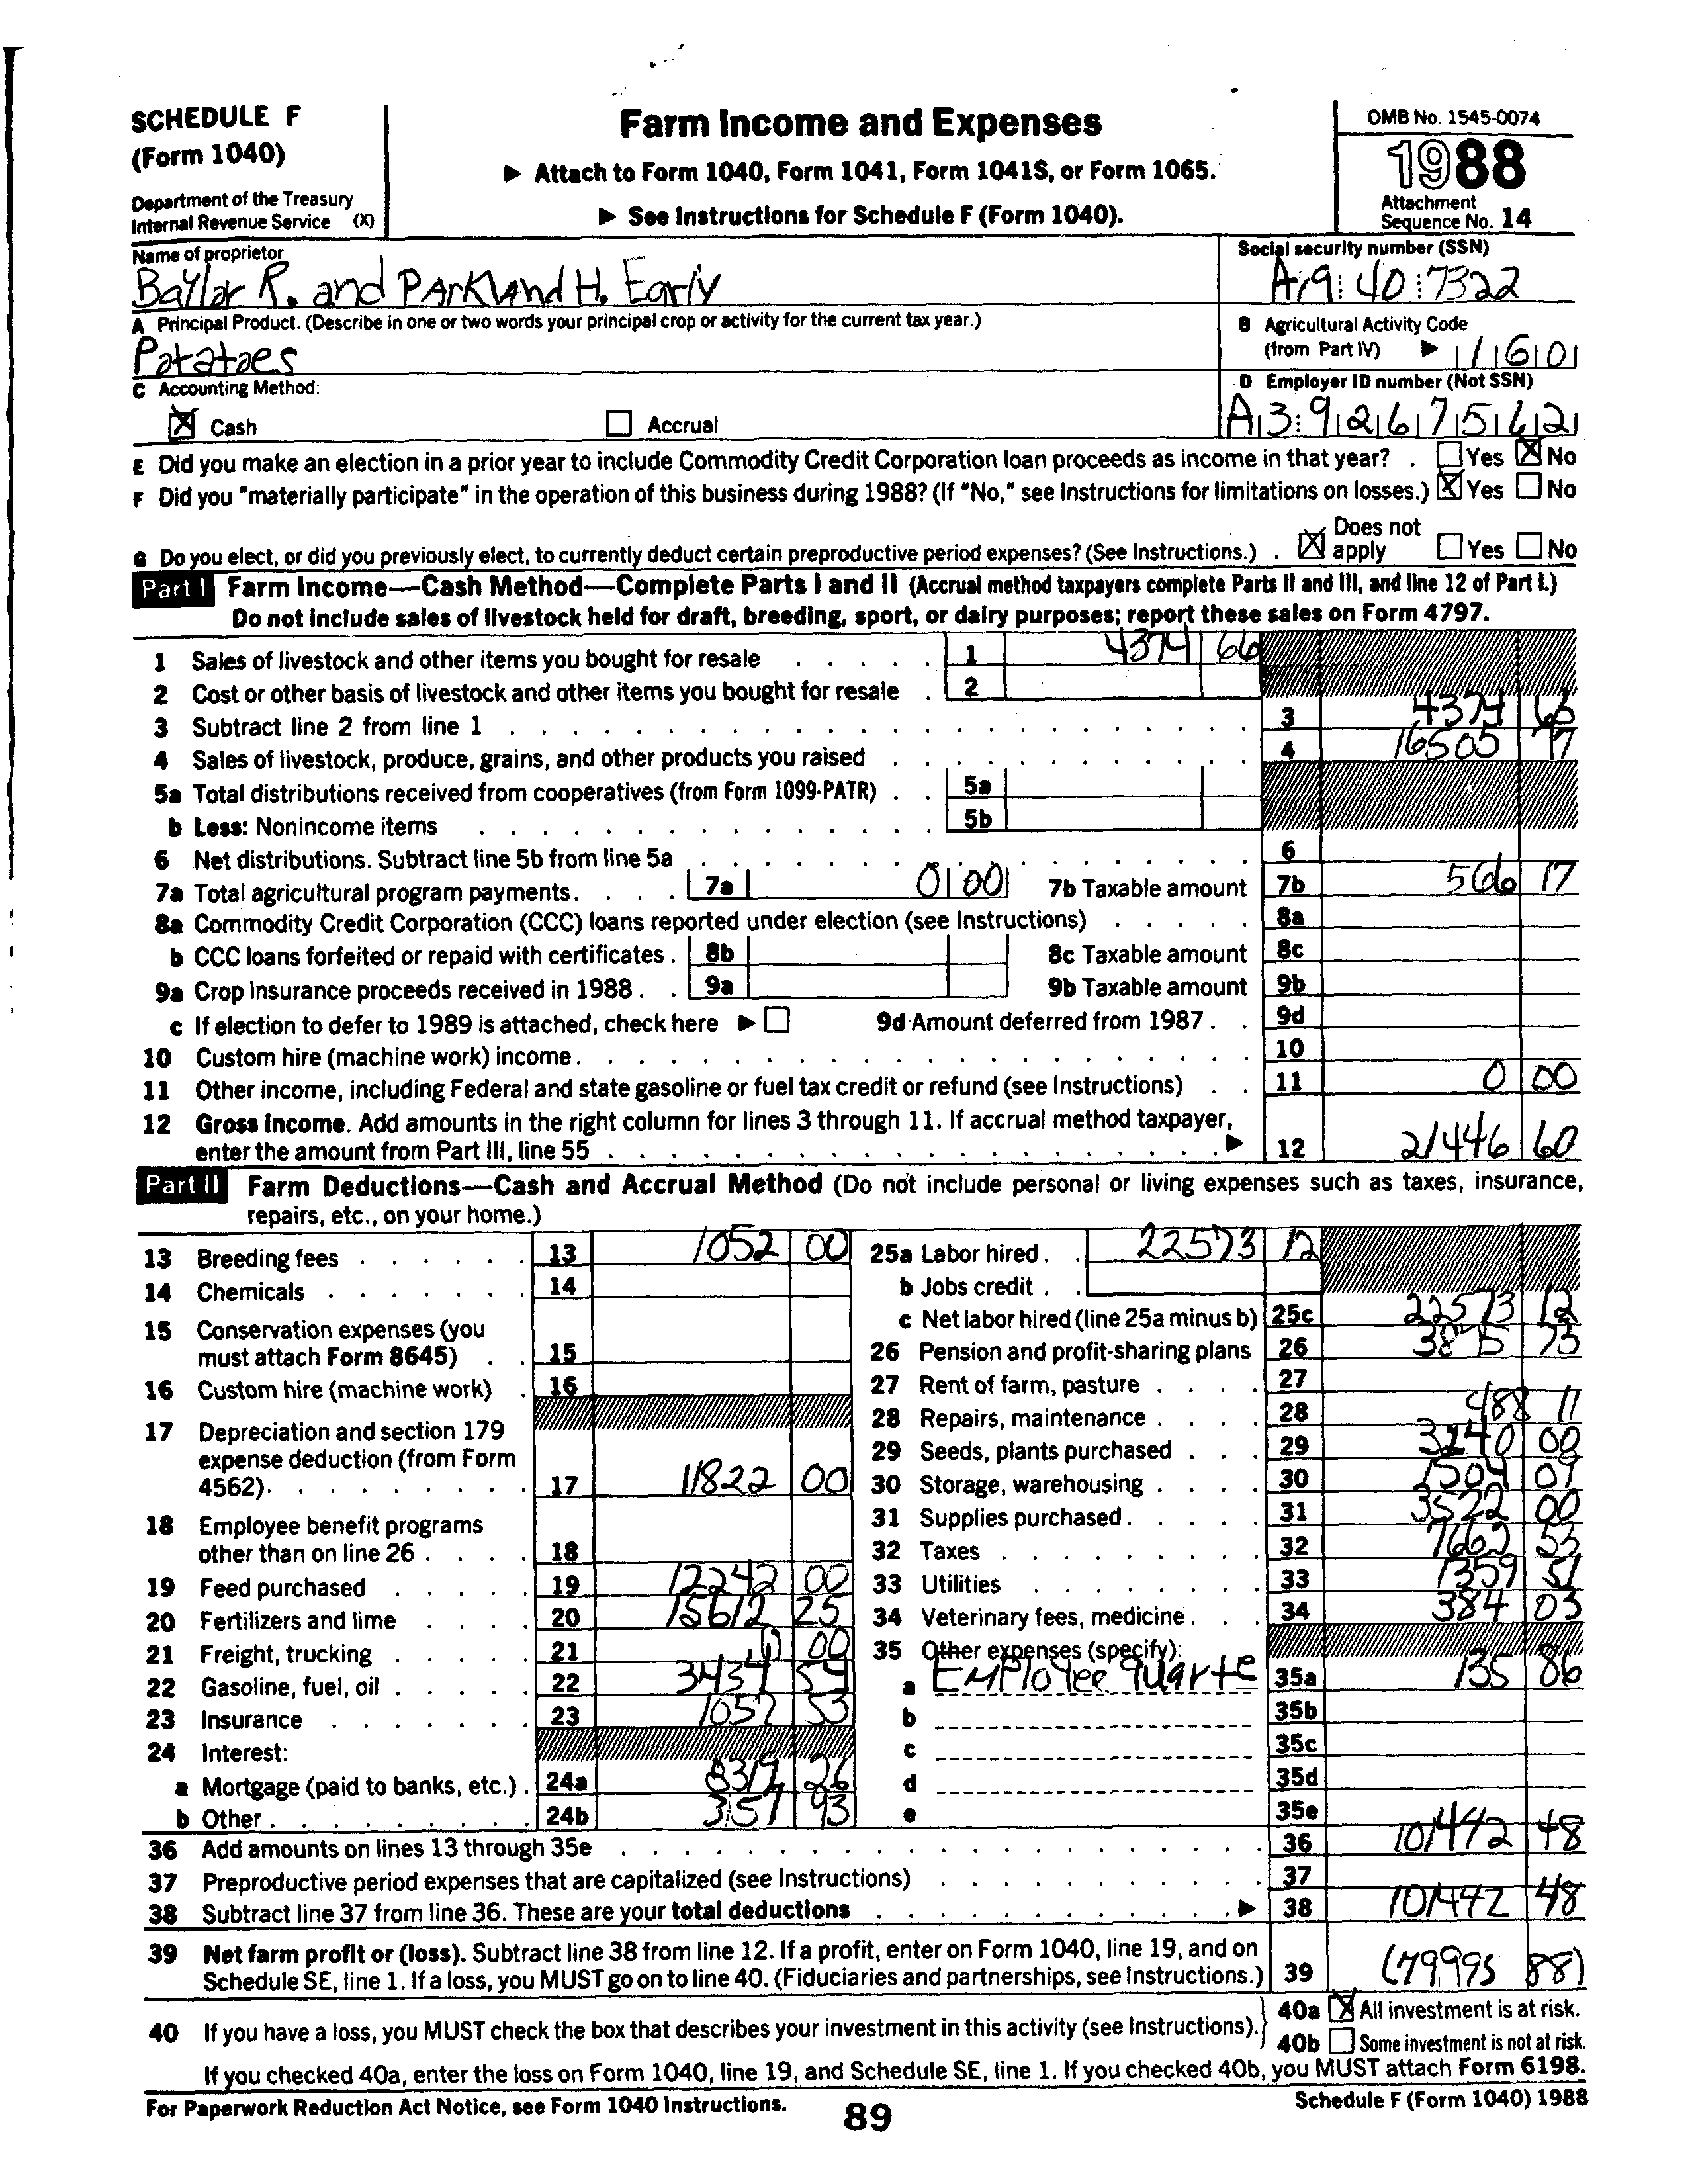 SCHEDULE F
(Form 1040)
Department of the Treasury
Internal Revenue Service (X)
Farm Income and Expenses
▶ Attach to Form 1040, Form 1041, Form 1041S, or Form 1065.
▶ See Instructions for Schedule F (Form 1040).
OMB No. 1545-0074
1988
Attachment
Sequence No. 14
Name of proprietor
Baylar R. and Parkland H. Early
Social security number (SSN)
A19:40:7322
A Principal Product. (Describe in one or two words your principal crop or activity for the current tax year.)
Patataes
B Agricultural Activity Code
(from Part IV) ▶ 1 1 6 0
C Accounting Method:
☒ Cash ☐ Accrual
D Employer ID number (Not SSN)
A 3 9 2 6 7 5 6 2
E Did you make an election in a prior year to include Commodity Credit Corporation loan proceeds as income in that year? . ☐ Yes ☒ No
F Did you "materially participate" in the operation of this business during 1988? (If "No," see Instructions for limitations on losses.) ☒ Yes ☐ No
G Do you elect, or did you previously elect, to currently deduct certain preproductive period expenses? (See Instructions.) . ☒ Does not apply ☐ Yes ☐ No
Part I Farm Income—Cash Method—Complete Parts I and II (Accrual method taxpayers complete Parts II and III, and line 12 of Part I.)
Do not include sales of livestock held for draft, breeding, sport, or dairy purposes; report these sales on Form 4797.
1 Sales of livestock and other items you bought for resale 1 4374 66
2 Cost or other basis of livestock and other items you bought for resale 2
3 Subtract line 2 from line 1 3 4374
4 Sales of livestock, produce, grains, and other products you raised 4 16505 77
5a Total distributions received from cooperatives (from Form 1099-PATR) 5a
b Less: Nonincome items 5b
6 Net distributions. Subtract line 5b from line 5a 6
7a Total agricultural program payments 7a 0 00 7b Taxable amount 7b 566 17
8a Commodity Credit Corporation (CCC) loans reported under election (see Instructions) 8a
b CCC loans forfeited or repaid with certificates 8b 8c Taxable amount 8c
9a Crop insurance proceeds received in 1988 9a 9b Taxable amount 9b
c If election to defer to 1989 is attached, check here ▶ ☐ 9d Amount deferred from 1987 9d
10 Custom hire (machine work) income 10
11 Other income, including Federal and state gasoline or fuel tax credit or refund (see Instructions) 11 0 00
12 Gross Income. Add amounts in the right column for lines 3 through 11. If accrual method taxpayer,
enter the amount from Part III, line 55 ▶ 12 21446 60
Part II Farm Deductions—Cash and Accrual Method (Do not include personal or living expenses such as taxes, insurance,
repairs, etc., on your home.)
13 Breeding fees 13 1052 00
14 Chemicals 14
15 Conservation expenses (you
must attach Form 8645) 15
16 Custom hire (machine work) 16
17 Depreciation and section 179
expense deduction (from Form
4562) 17 11822 00
18 Employee benefit programs
other than on line 26 18
19 Feed purchased 19 12242 00
20 Fertilizers and lime 20 15612 25
21 Freight, trucking 21 0 00
22 Gasoline, fuel, oil 22 54
23 Insurance 23 1057 53
24 Interest:
a Mortgage (paid to banks, etc.) 24a 26
b Other 24b 357 93
25a Labor hired 22573 12
b Jobs credit
c Net labor hired (line 25a minus b) 25c 22573 12
26 Pension and profit-sharing plans 26 3875 73
27 Rent of farm, pasture 27
28 Repairs, maintenance 28 488 11
29 Seeds, plants purchased 29 00
30 Storage, warehousing 30 1504 09
31 Supplies purchased 31 3522 00
32 Taxes 32 53
33 Utilities 33 1359 51
34 Veterinary fees, medicine 34 384 03
35 Other expenses (specify):
a Employee quarte 35a 135 86
b 35b
c 35c
d 35d
e 35e
36 Add amounts on lines 13 through 35e 36 101442 48
37 Preproductive period expenses that are capitalized (see Instructions) 37
38 Subtract line 37 from line 36. These are your total deductions ▶ 38 101442 48
39 Net farm profit or (loss). Subtract line 38 from line 12. If a profit, enter on Form 1040, line 19, and on
Schedule SE, line 1. If a loss, you MUST go on to line 40. (Fiduciaries and partnerships, see Instructions.) 39 (79995 88)
40 If you have a loss, you MUST check the box that describes your investment in this activity (see Instructions).
40a ☒ All investment is at risk.
40b ☐ Some investment is not at risk.
If you checked 40a, enter the loss on Form 1040, line 19, and Schedule SE, line 1. If you checked 40b, you MUST attach Form 6198.
For Paperwork Reduction Act Notice, see Form 1040 Instructions.
89
Schedule F (Form 1040) 1988